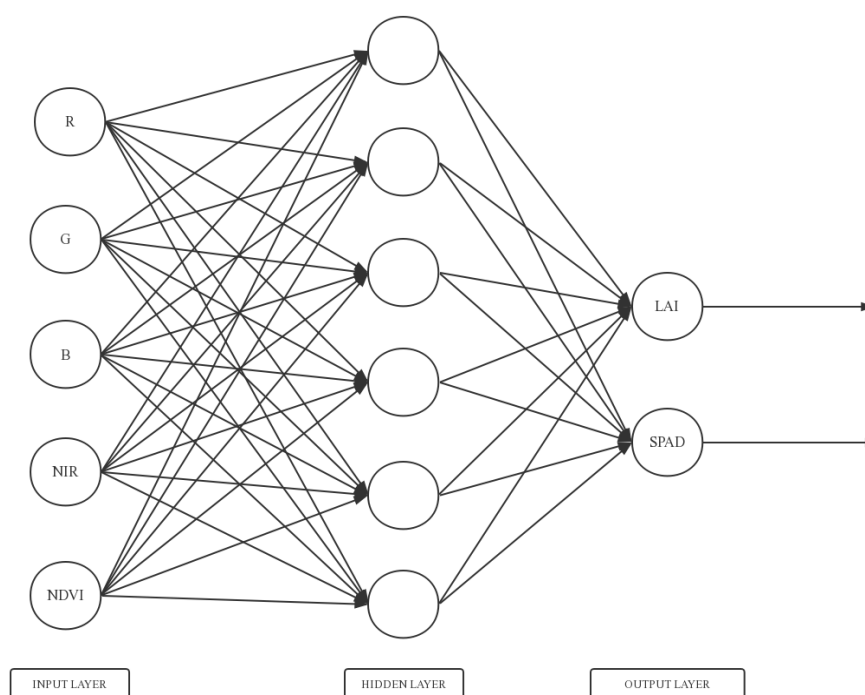 R
G
B
NIR
NDVI
LAI
SPAD
INPUT LAYER
HIDDEN LAYER
OUTPUT LAYER